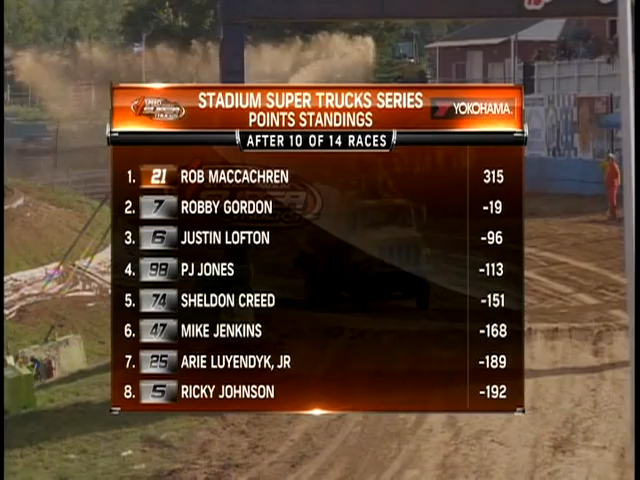 STADIUM SUPER TRUCKS SERIES
POINTS STANDINGS
YOKOHAMA
AFTER 10 OF 14 RACES
1. 21 ROB MACCACHREN 315
2. 7 ROBBY GORDON -19
3. 6 JUSTIN LOFTON -96
4. 98 PJ JONES -113
5. 74 SHELDON CREED -151
6. 47 MIKE JENKINS -168
7. 25 ARIE LUYENDYK, JR -189
8. 5 RICKY JOHNSON -192